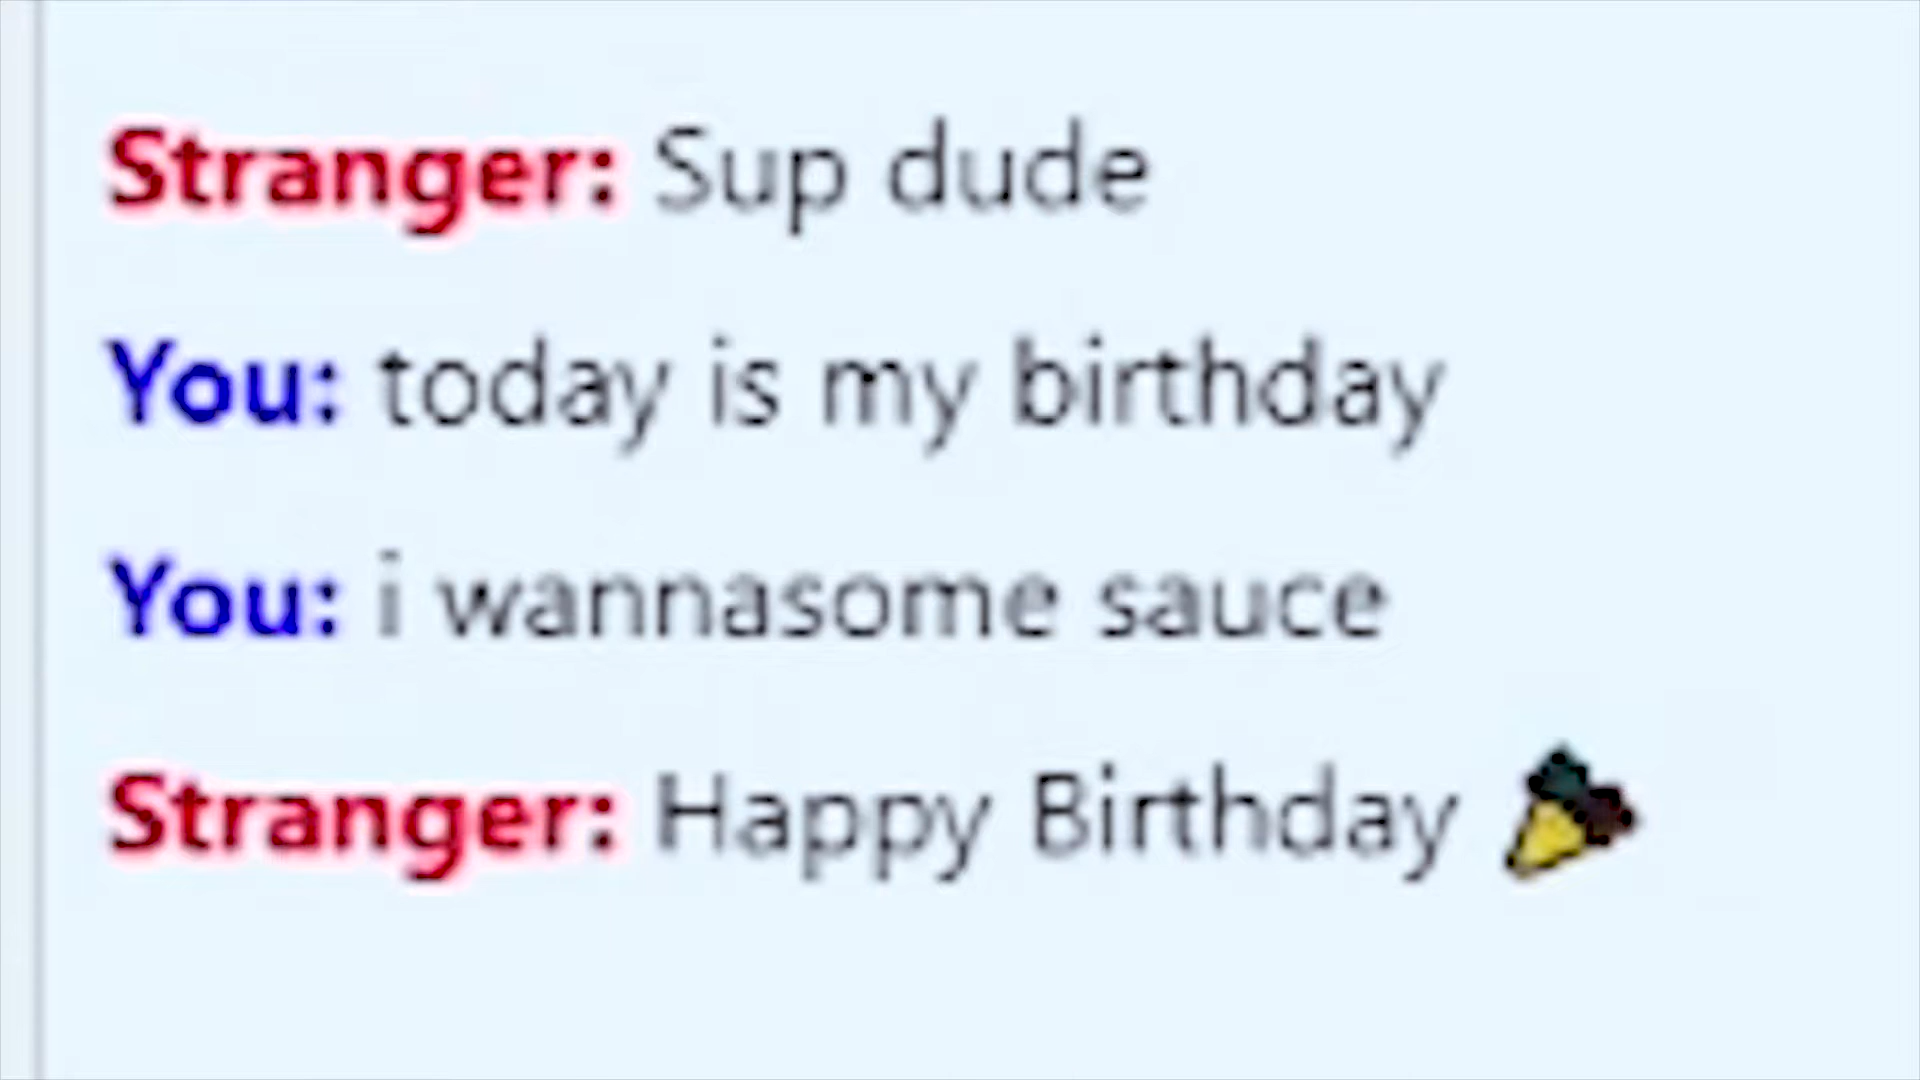 Stranger: Sup dude
You: today is my birthday
You: i wannasome sauce
Stranger: Happy Birthday 🎉